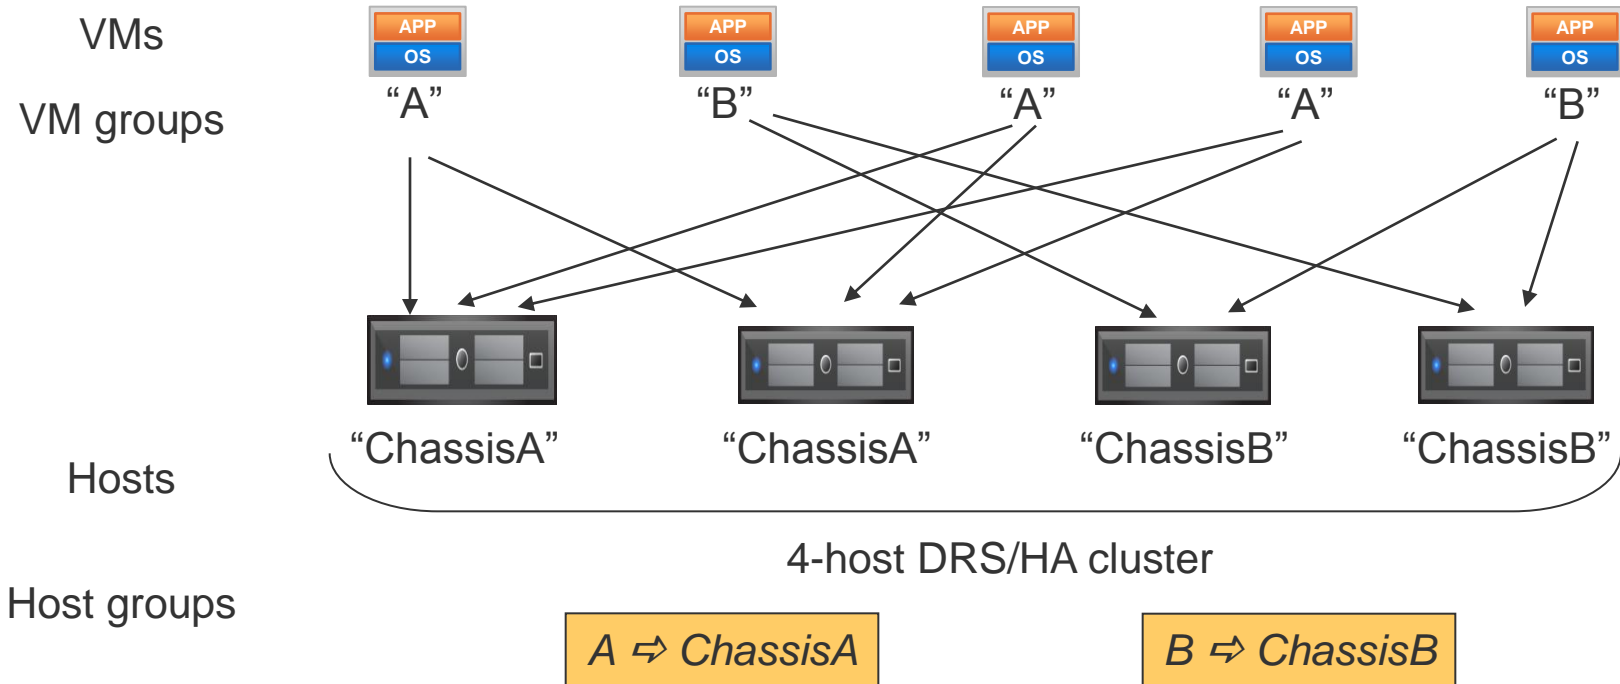 VMs
APP
OS
APP
OS
APP
OS
APP
OS
APP
OS
VM groups
“A”
“B”
“A”
“A”
“B”
“ChassisA”
“ChassisA”
“ChassisB”
“ChassisB”
Hosts
4-host DRS/HA cluster
Host groups
A ⇨ ChassisA
B ⇨ ChassisB